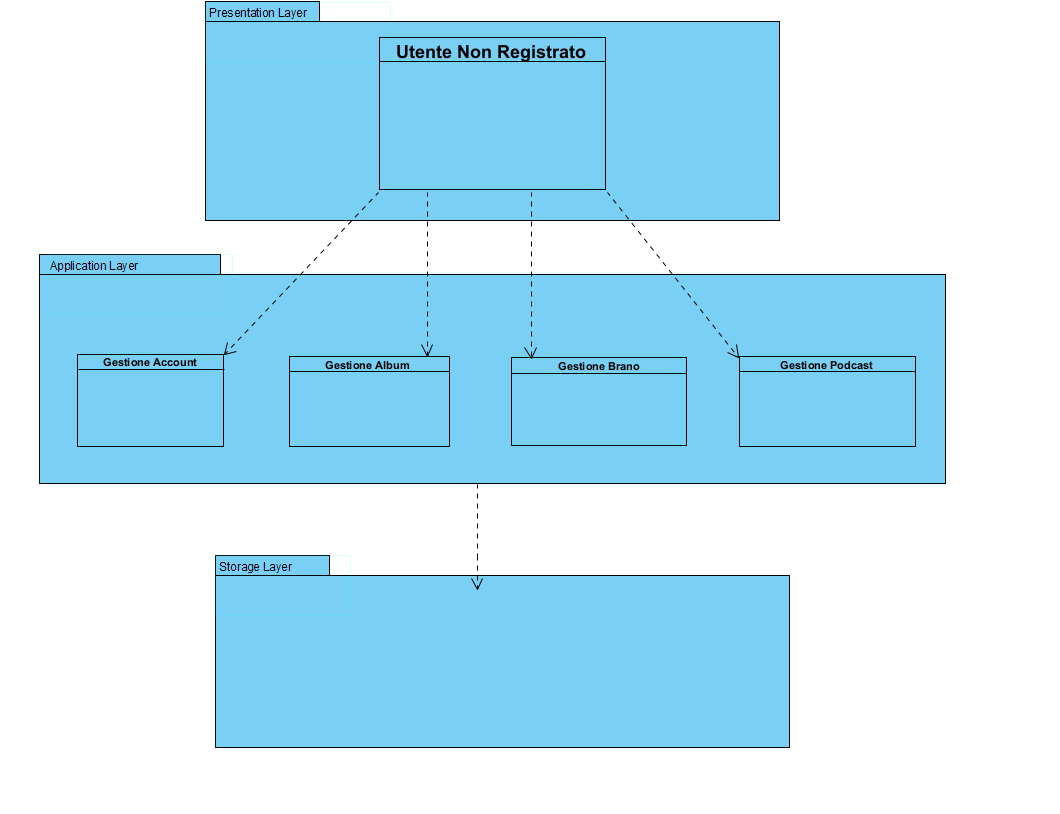 Presentation Layer
Utente Non Registrato
Application Layer
Gestione Account
Gestione Album
Gestione Brano
Gestione Podcast
Storage Layer